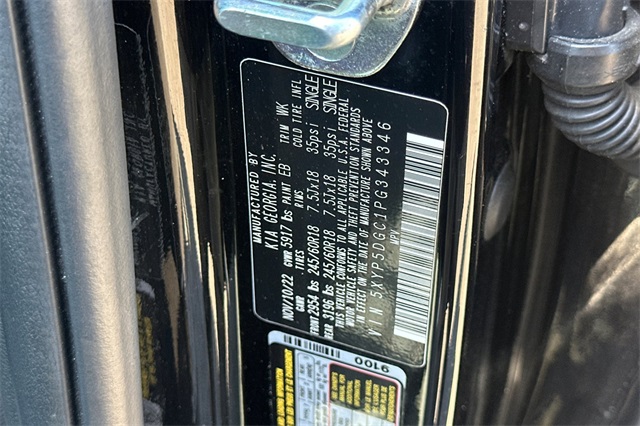 MANUFACTURED BY
KIA GEORGIA, INC.
NOV/10/22 GVWR 5917 lbs PAINT EB TRIM WK
GAWR TIRES RIMS COLD TIRE INFL
FRONT 2954 lbs 245/60R18 7.5Jx18 35psi SINGLE
REAR 3196 lbs 245/60R18 7.5Jx18 35psi SINGLE
THIS VEHICLE CONFORMS TO ALL APPLICABLE U.S.A. FEDERAL
MOTOR VEHICLE SAFETY AND THEFT PREVENTION STANDARDS
IN EFFECT ON THE DATE OF MANUFACTURE SHOWN ABOVE
VIN 5XYP5DGC1PG343346
MPV
9100